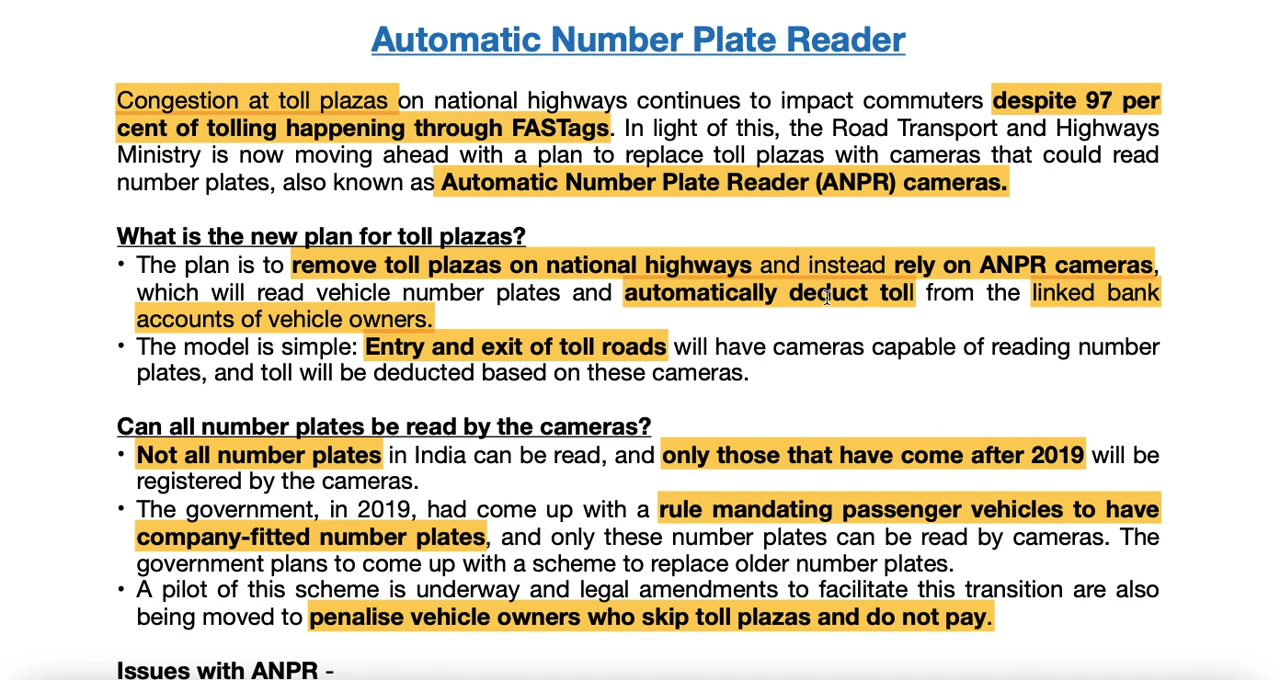 Automatic Number Plate Reader
Congestion at toll plazas on national highways continues to impact commuters despite 97 per
cent of tolling happening through FASTags. In light of this, the Road Transport and Highways
Ministry is now moving ahead with a plan to replace toll plazas with cameras that could read
number plates, also known as Automatic Number Plate Reader (ANPR) cameras.
What is the new plan for toll plazas?
• The plan is to remove toll plazas on national highways and instead rely on ANPR cameras,
which will read vehicle number plates and automatically deduct toll from the linked bank
accounts of vehicle owners.
• The model is simple: Entry and exit of toll roads will have cameras capable of reading number
plates, and toll will be deducted based on these cameras.
Can all number plates be read by the cameras?
• Not all number plates in India can be read, and only those that have come after 2019 will be
registered by the cameras.
• The government, in 2019, had come up with a rule mandating passenger vehicles to have
company-fitted number plates, and only these number plates can be read by cameras. The
government plans to come up with a scheme to replace older number plates.
• A pilot of this scheme is underway and legal amendments to facilitate this transition are also
being moved to penalise vehicle owners who skip toll plazas and do not pay.
Issues with ANPR -